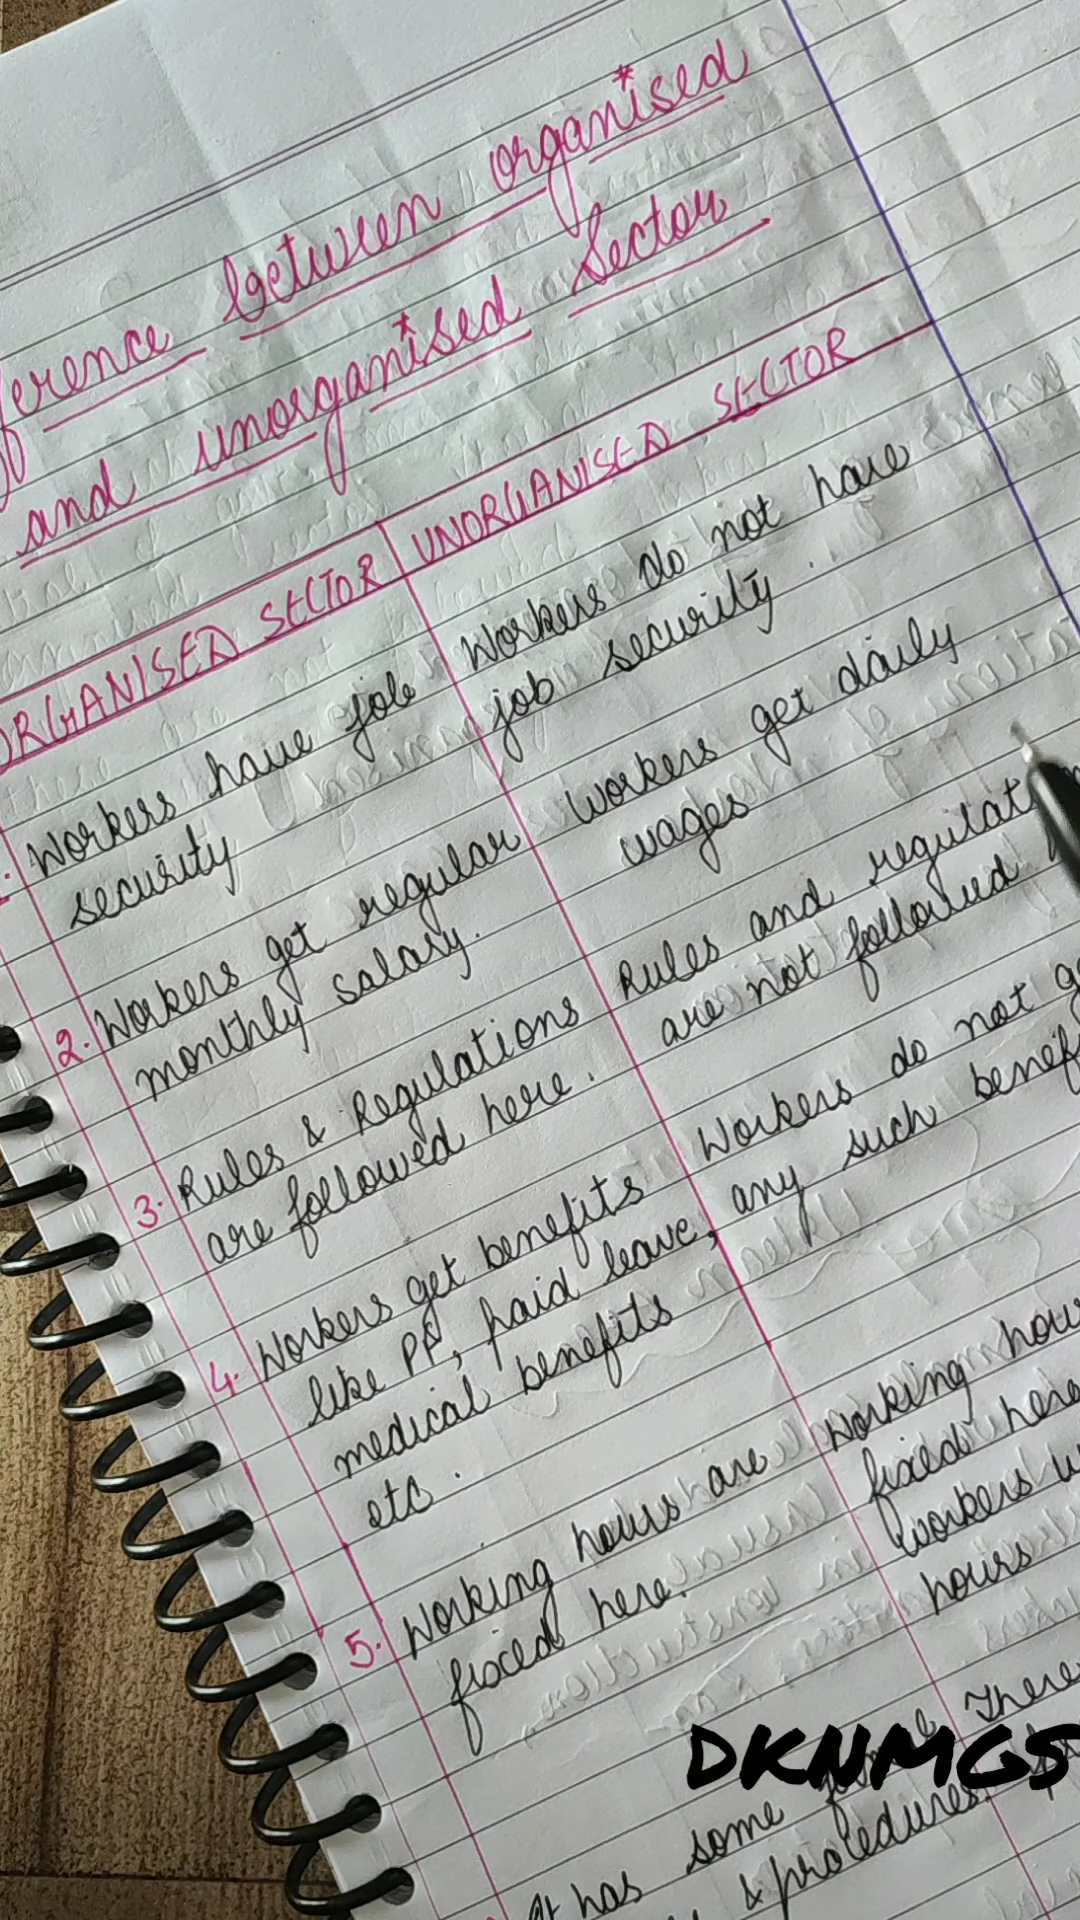 ference between organised
and unorganised Sector
ORGANISED SECTOR
UNORGANISED SECTOR
1. Workers have job
security
Workers do not have
job security.
2. Workers get regular
monthly salary.
Workers get daily
wages
3. Rules & Regulations
are followed here.
Rules and regulat
are not followed
4. Workers get benefits
like PF, paid leave,
medical benefits
etc.
Workers do not g
any such benef
5. Working hours are
fixed here.
Working hour
fixed here
workers w
hours
It has some
& procedures.
There
DKNMGS